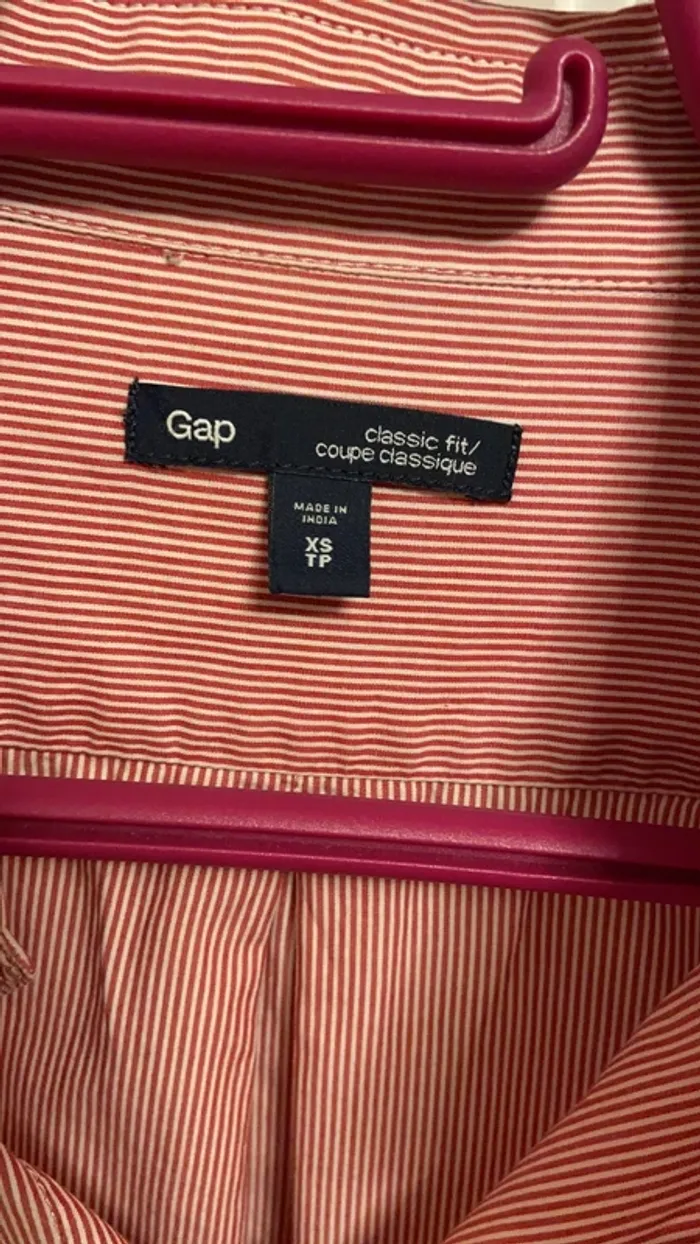 Gap
classic fit/
coupe classique
MADE IN
INDIA
XS
TP